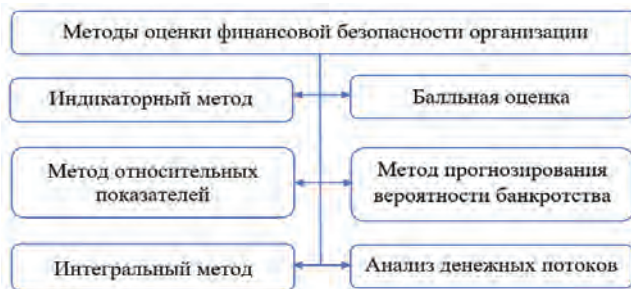 Методы оценки финансовой безопасности организации
Индикаторный метод
Балльная оценка
Метод относительных
показателей
Метод прогнозирования
вероятности банкротства
Интегральный метод
Анализ денежных потоков